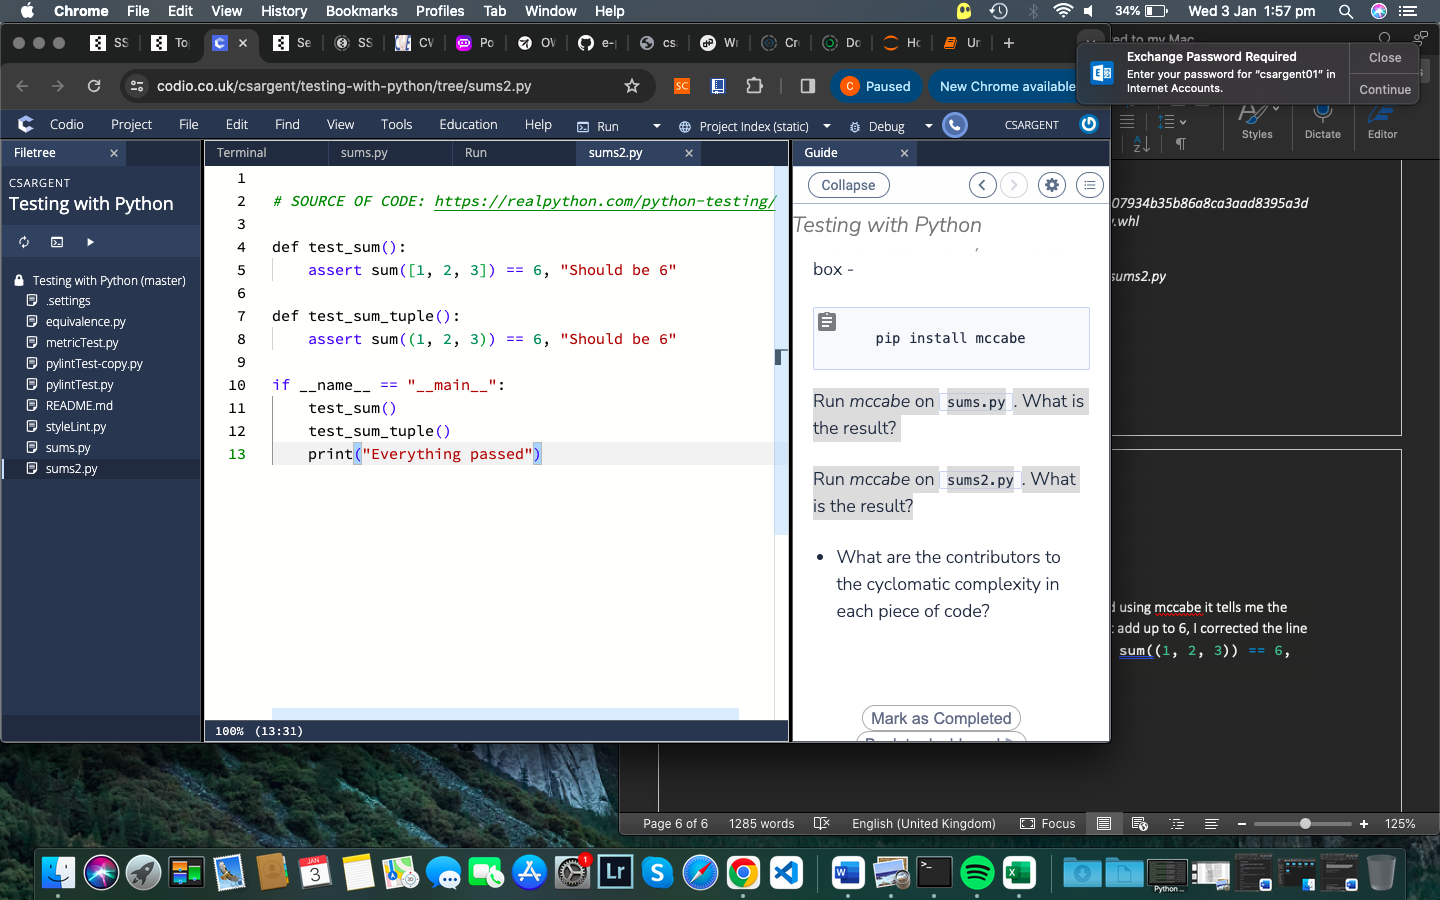 Chrome File Edit View History Bookmarks Profiles Tab Window Help 34% Wed 3 Jan 1:57 pm
SS To C Se SS CV Po OV e- cs Wi Cr Do Ho Ur
ed to my Mac
codio.co.uk/csargent/testing-with-python/tree/sums2.py SC C Paused New Chrome available
Exchange Password Required
Enter your password for "csargent01" in
Internet Accounts.
Close
Continue
Styles Dictate Editor
Codio Project File Edit Find View Tools Education Help Run Project Index (static) Debug CSARGENT
Filetree
CSARGENT
Testing with Python
Testing with Python (master)
.settings
equivalence.py
metricTest.py
pylintTest-copy.py
pylintTest.py
README.md
styleLint.py
sums.py
sums2.py
Terminal sums.py Run sums2.py
1
2 # SOURCE OF CODE: https://realpython.com/python-testing/
3
4 def test_sum():
5 assert sum([1, 2, 3]) == 6, "Should be 6"
6
7 def test_sum_tuple():
8 assert sum((1, 2, 3)) == 6, "Should be 6"
9
10 if __name__ == "__main__":
11 test_sum()
12 test_sum_tuple()
13 print("Everything passed")
100% (13:31)
Guide
Collapse
Testing with Python
box -
pip install mccabe
Run mccabe on sums.py . What is
the result?
Run mccabe on sums2.py . What
is the result?
• What are the contributors to
the cyclomatic complexity in
each piece of code?
Mark as Completed
07934b35b86a8ca3aad8395a3d
.whl
sums2.py
d using mccabe it tells me the
t add up to 6, I corrected the line
sum((1, 2, 3)) == 6,
Page 6 of 6 1285 words English (United Kingdom) Focus 125%
JAN
3
1
Lr
Python ...